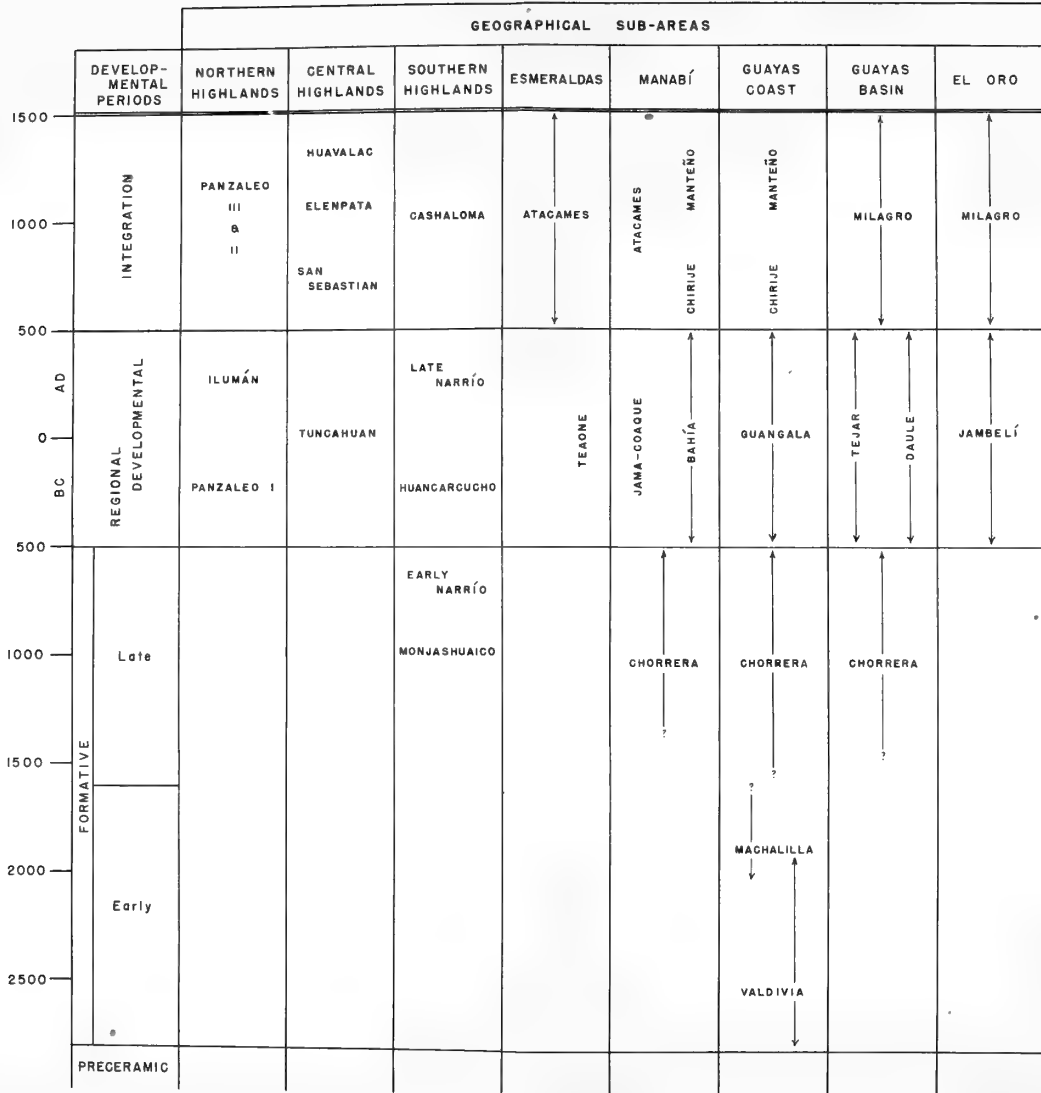 GEOGRAPHICAL SUB-AREAS
DEVELOP-
MENTAL
PERIODS
NORTHERN
HIGHLANDS
CENTRAL
HIGHLANDS
SOUTHERN
HIGHLANDS
ESMERALDAS
MANABÍ
GUAYAS
COAST
GUAYAS
BASIN
EL ORO
1500
1000
500
AD
0
BC
500
1000
1500
2000
2500
INTEGRATION
PANZALEO
III
&
II
HUAVALAC
ELENPATA
SAN
SEBASTIAN
CASHALOMA
ATACAMES
ATACAMES
MANTEÑO
CHIRIJE
MANTEÑO
CHIRIJE
MILAGRO
MILAGRO
REGIONAL
DEVELOPMENTAL
ILUMÁN
PANZALEO I
TUNCAHUAN
LATE
NARRÍO
HUANCARCUCHO
TEAONE
JAMA-COAQUE
BAHÍA
GUANGALA
TEJAR
DAULE
JAMBELÍ
FORMATIVE
Late
EARLY
NARRÍO
MONJASHUAICO
CHORRERA
?
CHORRERA
?
CHORRERA
?
Early
?
MACHALILLA
VALDIVIA
PRECERAMIC